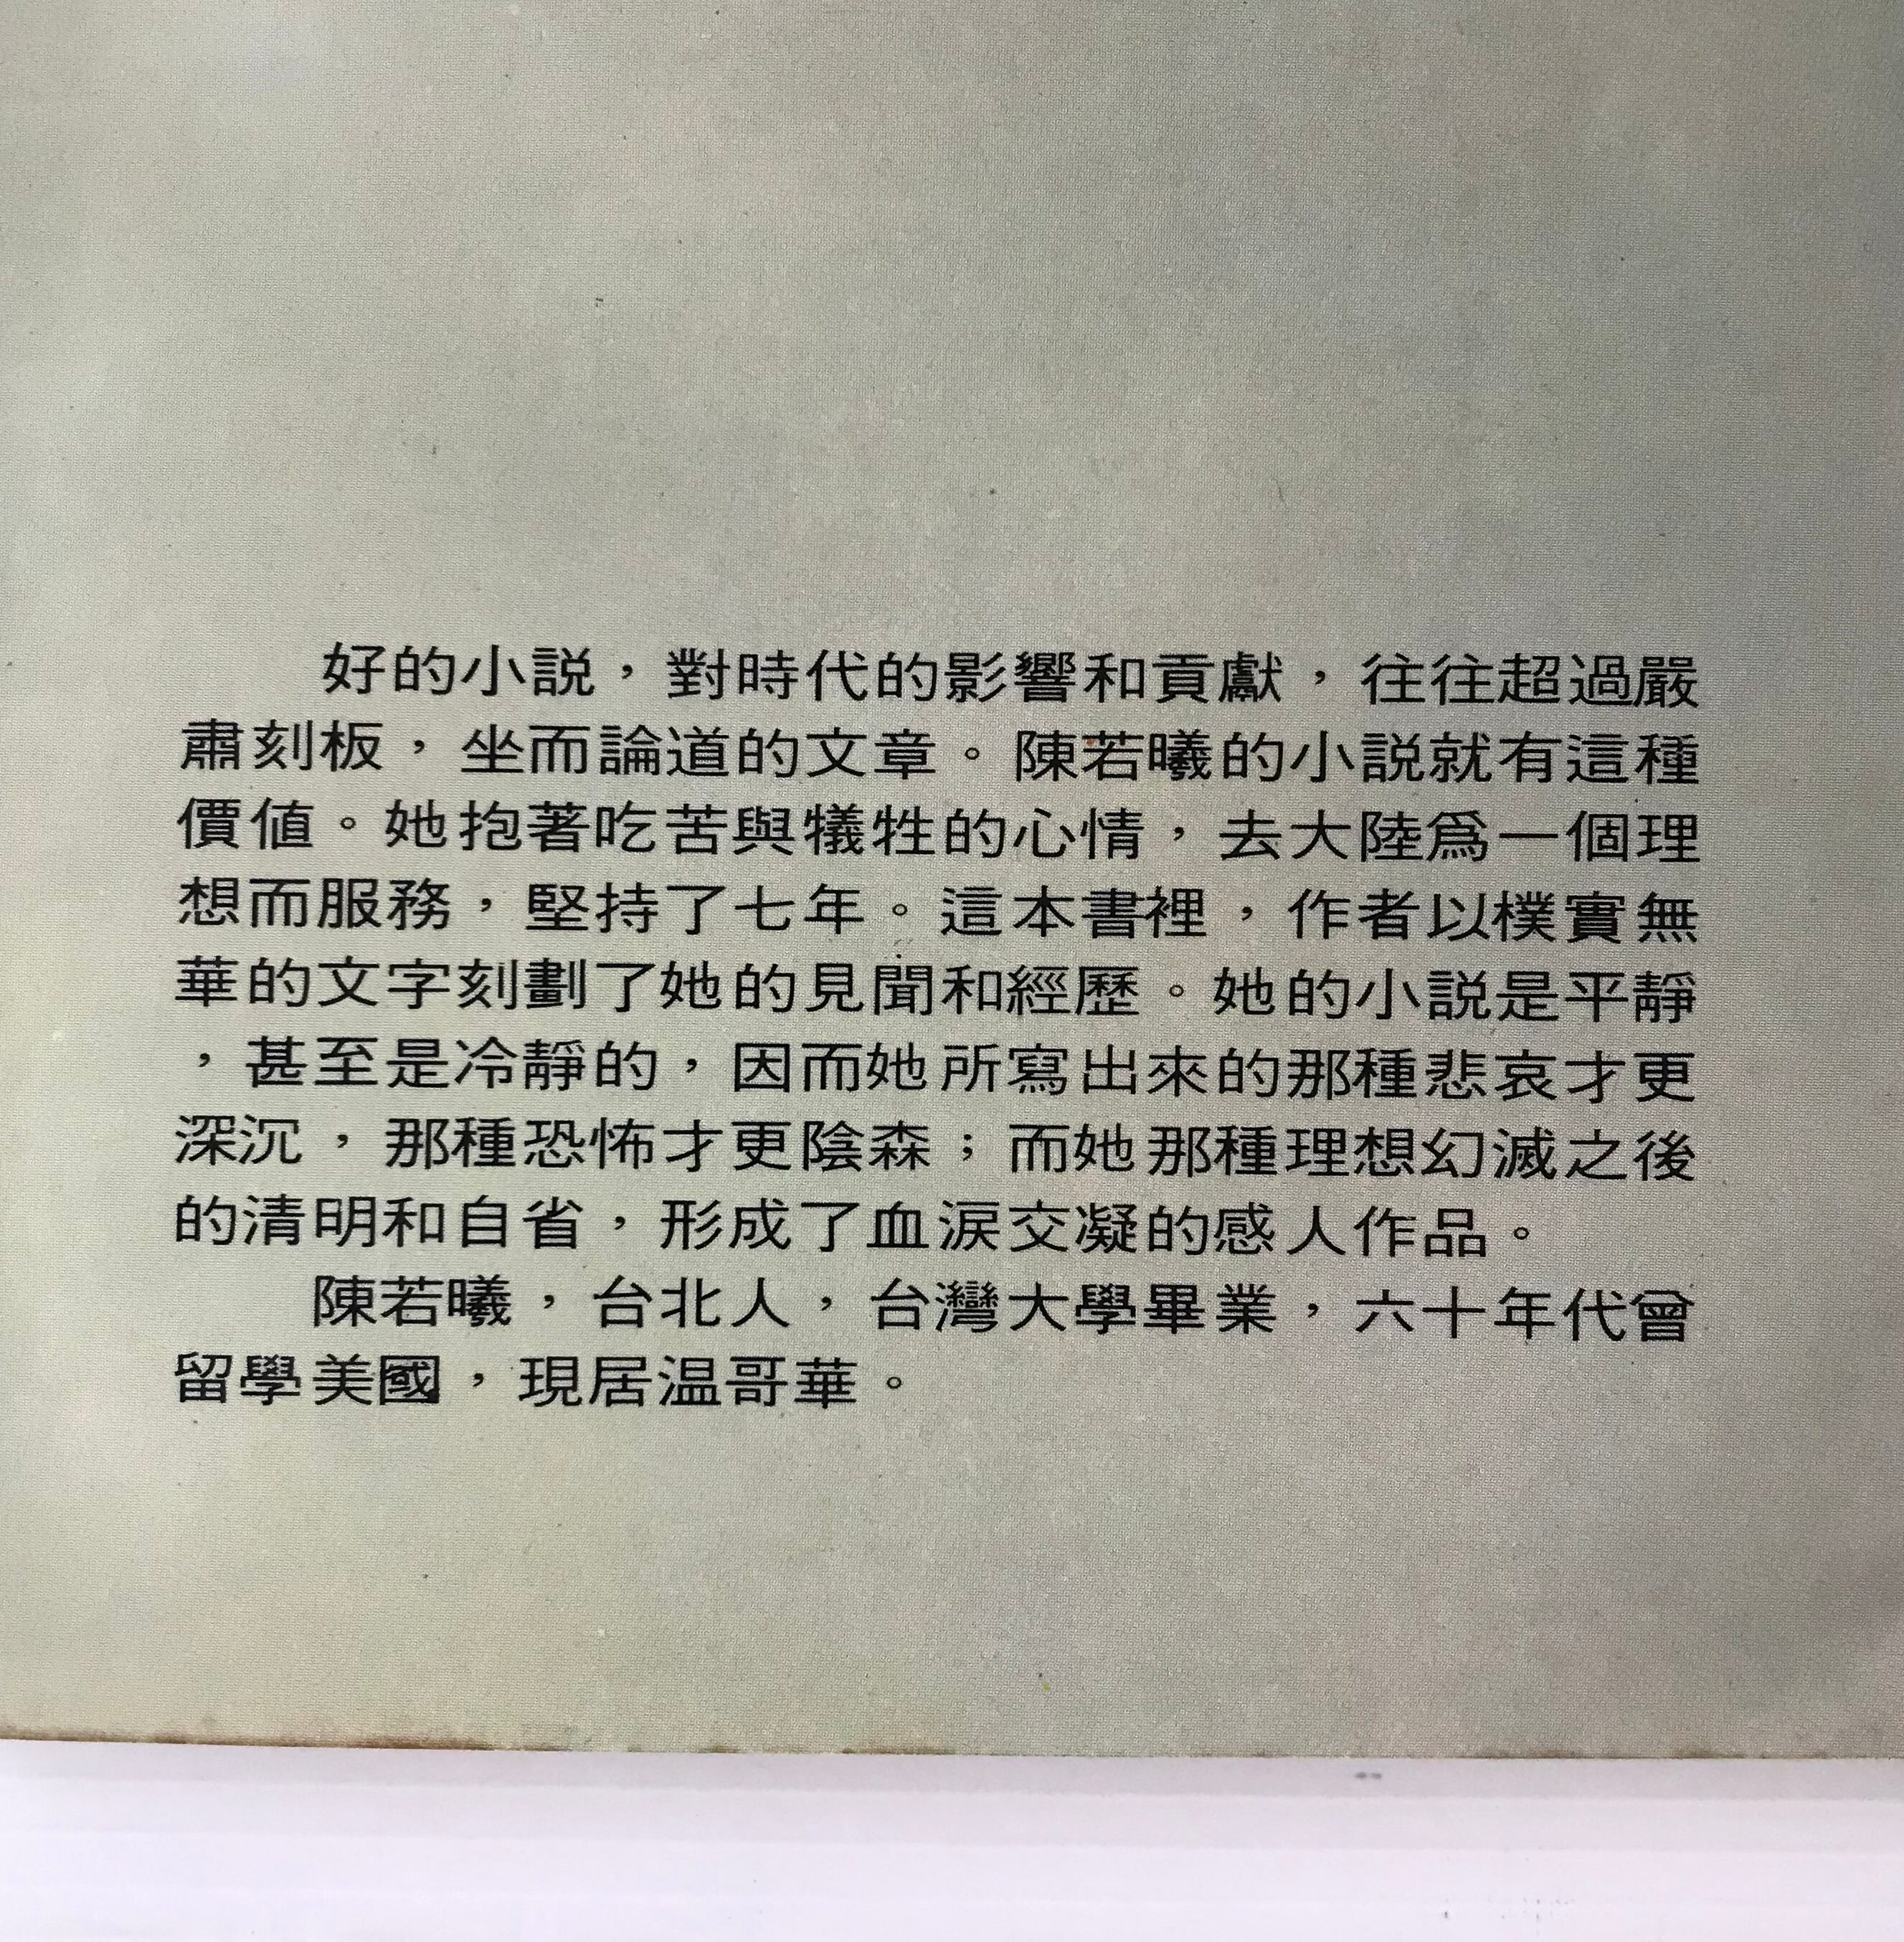 好的小説，對時代的影響和貢獻，往往超過嚴
肅刻板，坐而論道的文章。陳若曦的小説就有這種
價値。她抱著吃苦與犧牲的心情，去大陸爲一個理
想而服務，堅持了七年。這本書裡，作者以樸實無
華的文字刻劃了她的見聞和經歷。她的小説是平靜
，甚至是冷靜的，因而她所寫出來的那種悲哀才更
深沉，那種恐怖才更陰森；而她那種理想幻滅之後
的清明和自省，形成了血淚交凝的感人作品。
陳若曦，台北人，台灣大學畢業，六十年代曾
留學美國，現居温哥華。